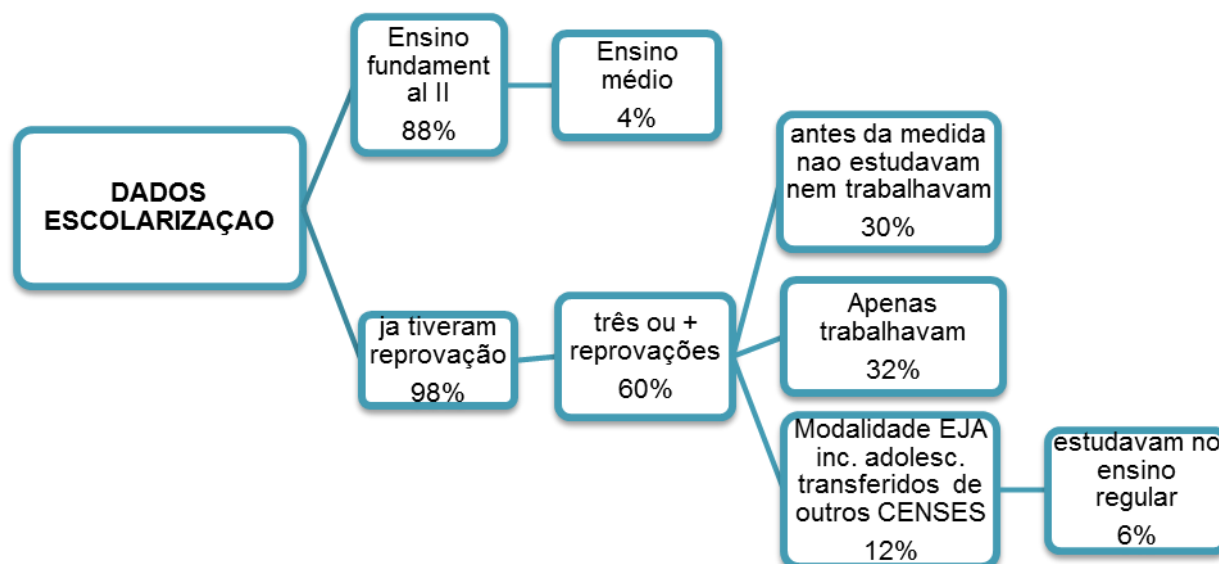 DADOS
ESCOLARIZAÇAO
Ensino
fundament
al II
88%
Ensino
médio
4%
ja tiveram
reprovação
98%
três ou +
reprovações
60%
antes da medida
nao estudavam
nem trabalhavam
30%
Apenas
trabalhavam
32%
Modalidade EJA
inc. adolesc.
transferidos de
outros CENSES
12%
estudavam no
ensino
regular
6%